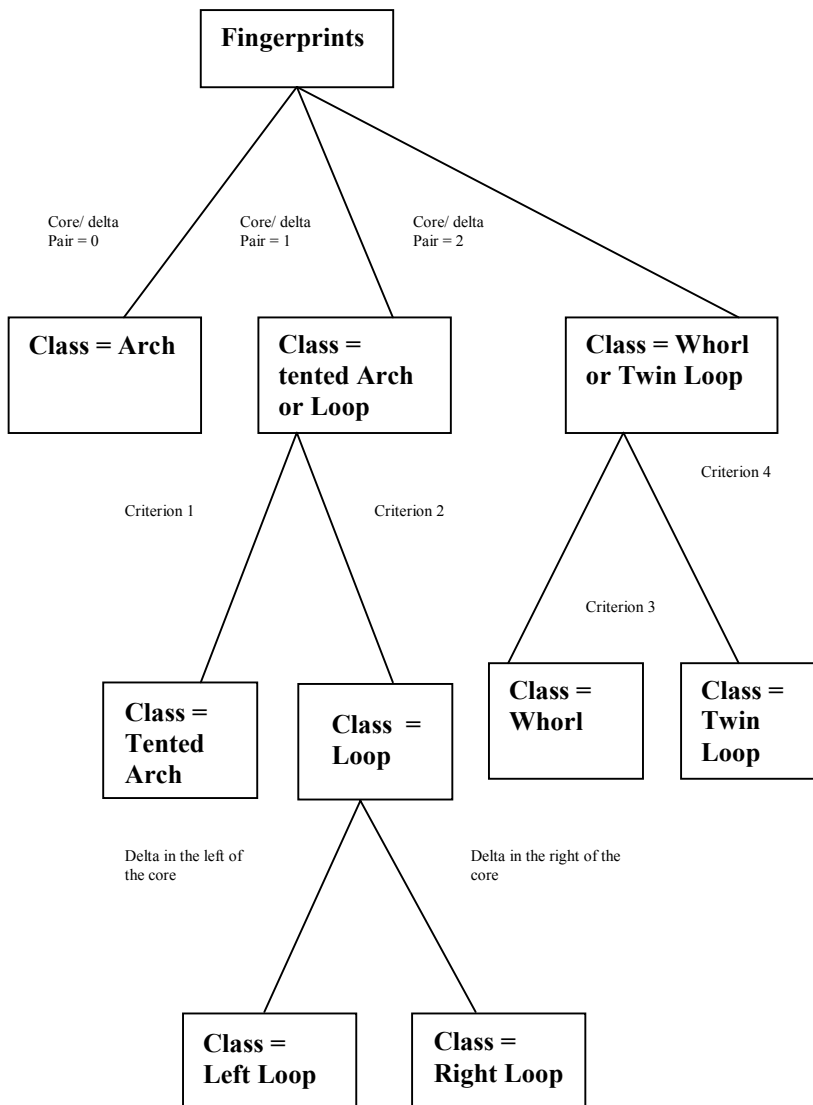 Fingerprints
Core/ delta
Pair = 0
Core/ delta
Pair = 1
Core/ delta
Pair = 2
Class = Arch
Class =
tented Arch
or Loop
Class = Whorl
or Twin Loop
Criterion 1
Criterion 2
Criterion 4
Criterion 3
Class =
Tented
Arch
Class =
Loop
Class =
Whorl
Class =
Twin
Loop
Delta in the left of
the core
Delta in the right of the
core
Class =
Left Loop
Class =
Right Loop